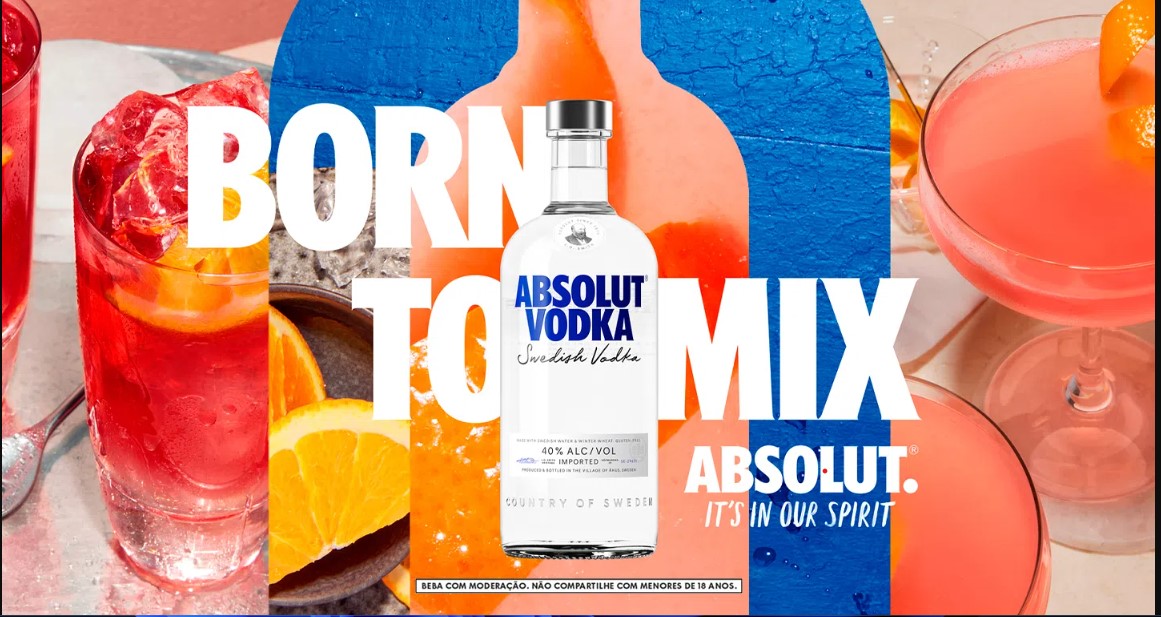 BORN
TO MIX
ABSOLUT®
VODKA
Swedish Vodka
40% ALC/VOL
IMPORTED
COUNTRY OF SWEDEN
ABSOLUT.®
IT'S IN OUR SPIRIT
BEBA COM MODERAÇÃO. NÃO COMPARTILHE COM MENORES DE 18 ANOS.